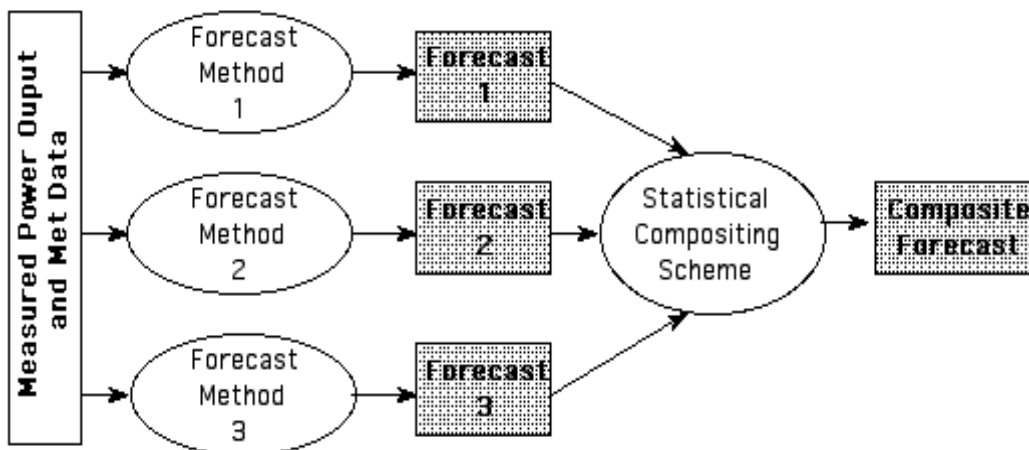 Measured Power Ouput
and Met Data
Forecast
Method
1
Forecast
1
Forecast
Method
2
Forecast
2
Forecast
Method
3
Forecast
3
Statistical
Compositing
Scheme
Composite
Forecast